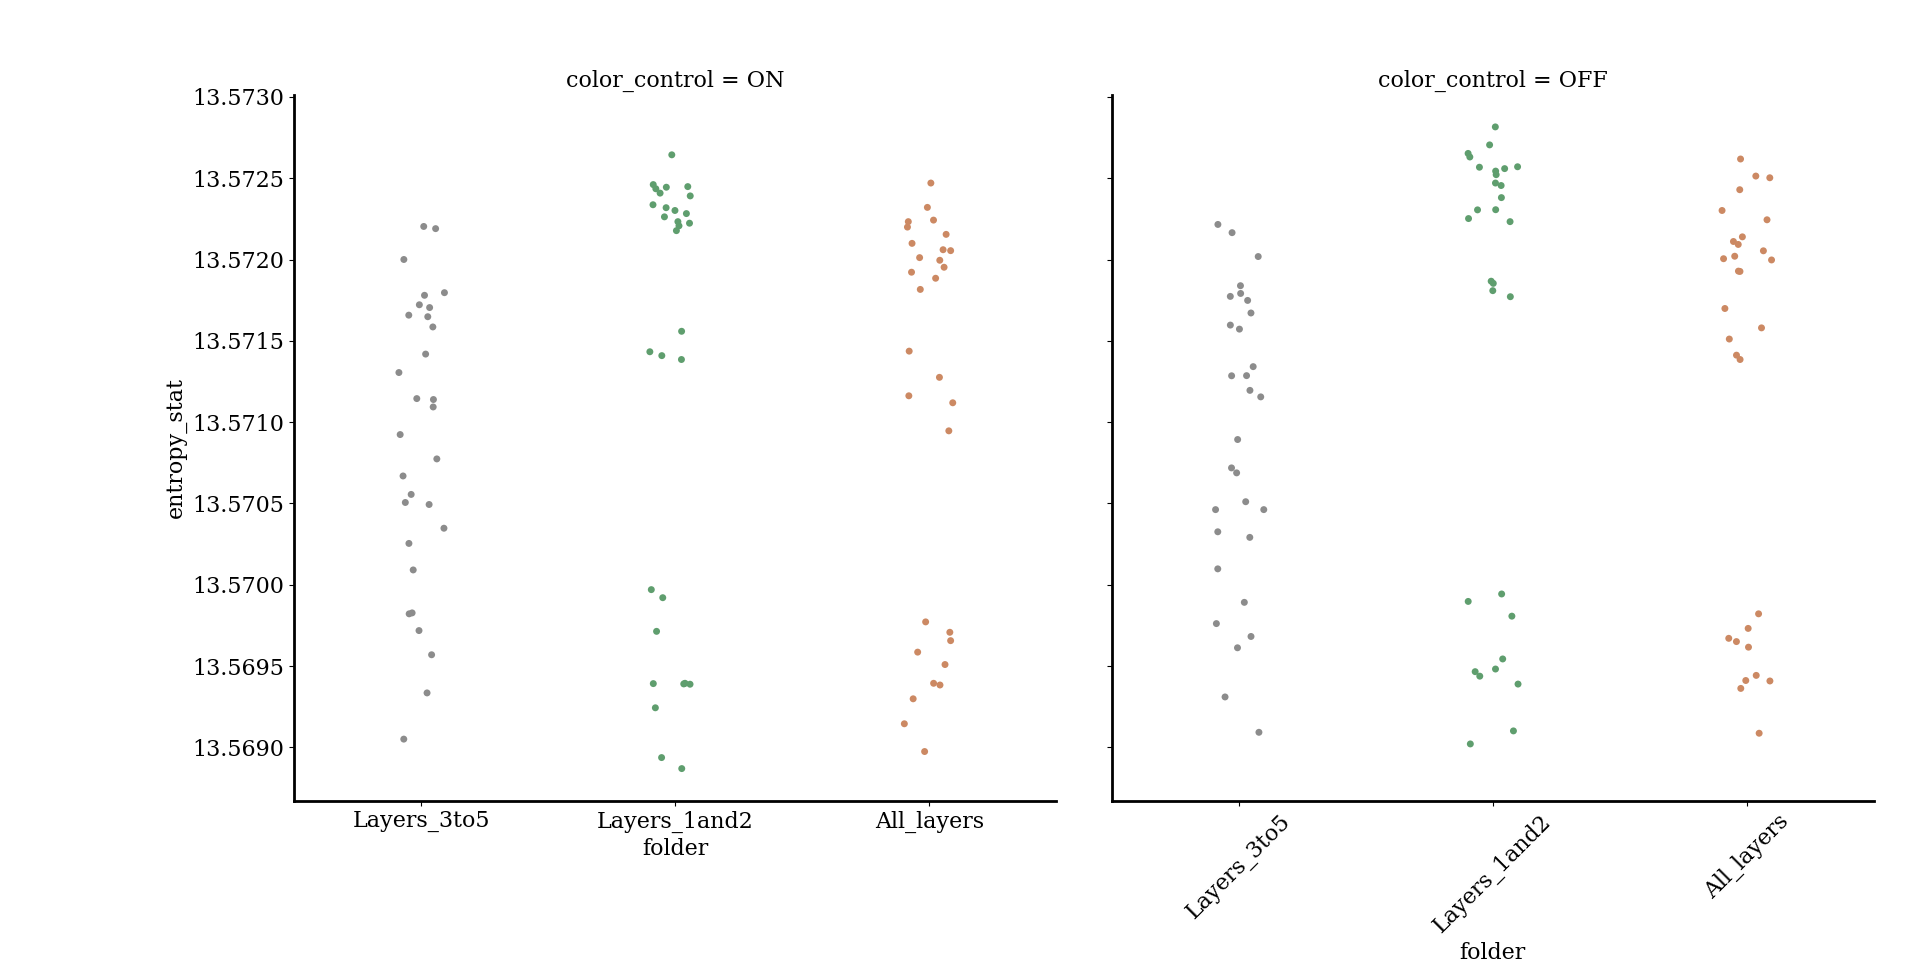 color_control = ON
color_control = OFF
13.5730
13.5725
13.5720
13.5715
13.5710
13.5705
13.5700
13.5695
13.5690
entropy_stat
Layers_3to5
Layers_1and2
All_layers
folder
Layers_3to5
Layers_1and2
All_layers
folder